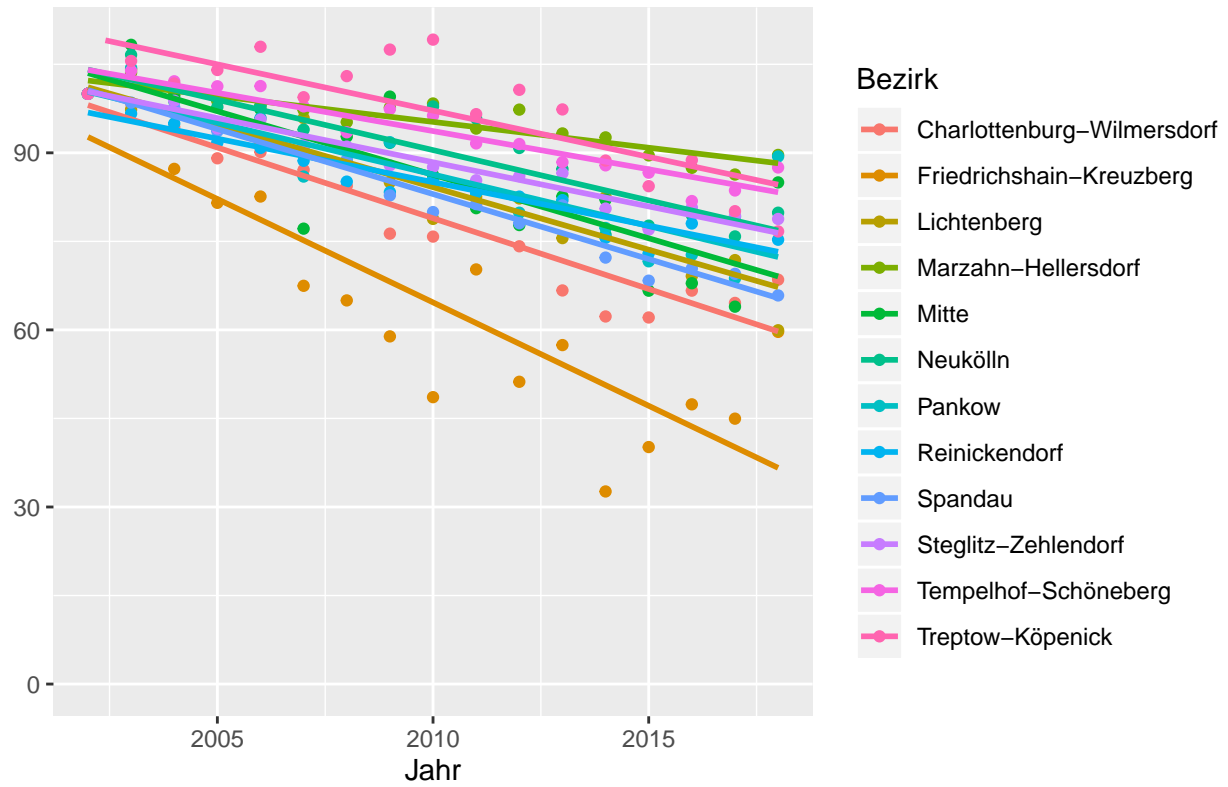 90
60
30
0
2005 2010 2015
Jahr
Bezirk
Charlottenburg−Wilmersdorf
Friedrichshain−Kreuzberg
Lichtenberg
Marzahn−Hellersdorf
Mitte
Neukölln
Pankow
Reinickendorf
Spandau
Steglitz−Zehlendorf
Tempelhof−Schöneberg
Treptow−Köpenick